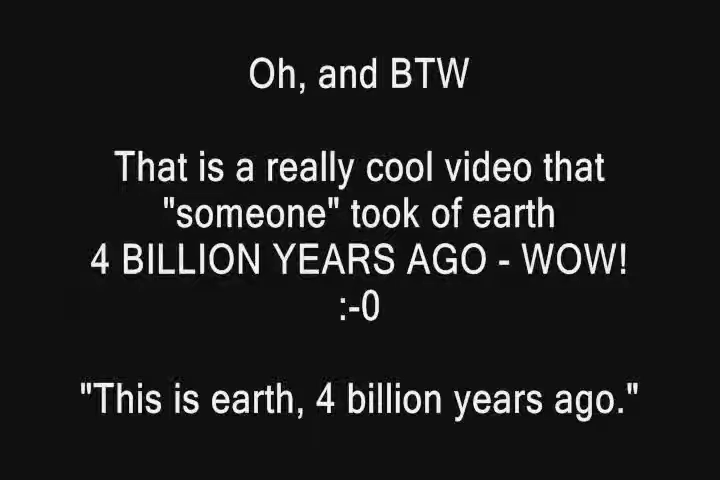 Oh, and BTW
That is a really cool video that
"someone" took of earth
4 BILLION YEARS AGO - WOW!
:-0
"This is earth, 4 billion years ago."